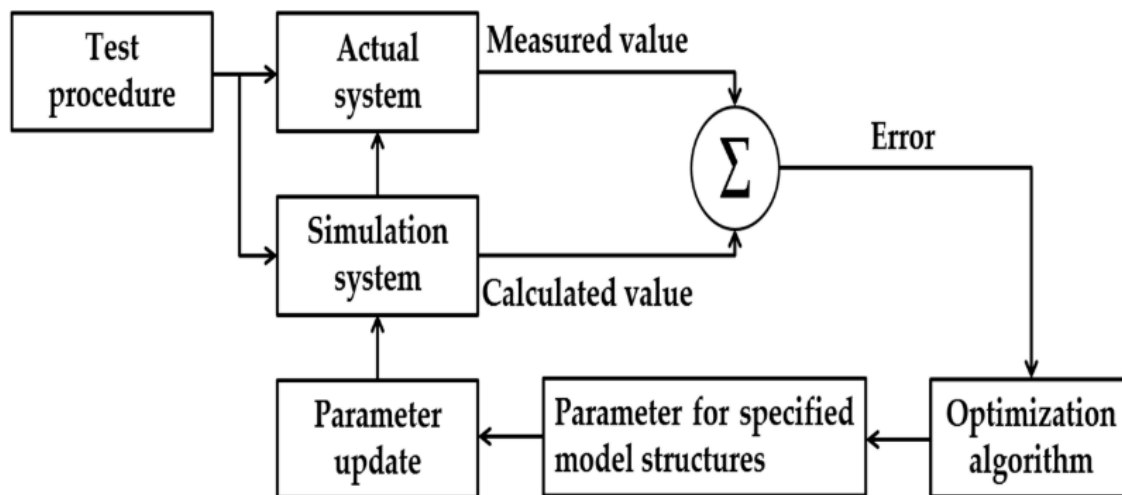 Test
procedure
Actual
system
Measured value
Σ
Error
Simulation
system
Calculated value
Parameter
update
Parameter for specified
model structures
Optimization
algorithm